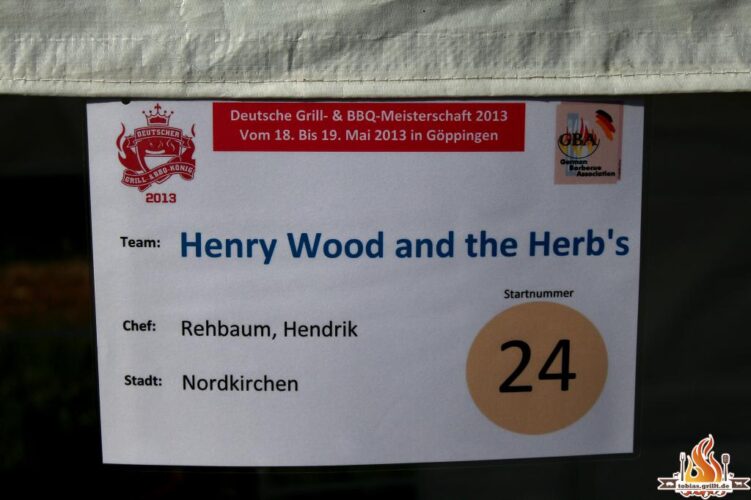 Deutsche Grill- & BBQ-Meisterschaft 2013
Vom 18. Bis 19. Mai 2013 in Göppingen
DEUTSCHER
GRILL- & BBQ-KÖNIG
2013
GBA
German
Barbecue
Association
Team: Henry Wood and the Herb's
Startnummer
24
Chef: Rehbaum, Hendrik
Stadt: Nordkirchen
tobias.grillt.de